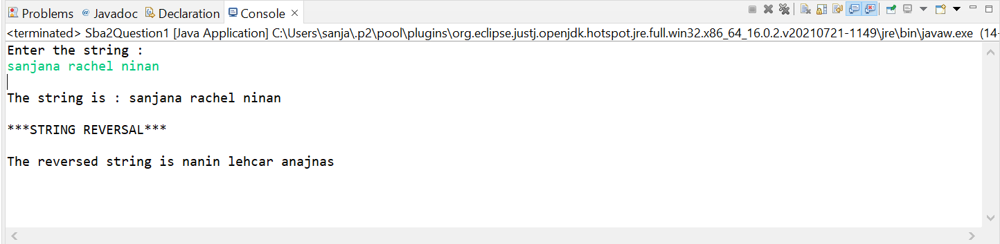 Problems @ Javadoc Declaration Console
<terminated> Sba2Question1 [Java Application] C:\Users\sanja\.p2\pool\plugins\org.eclipse.justj.openjdk.hotspot.jre.full.win32.x86_64_16.0.2.v20210721-1149\jre\bin\javaw.exe (14-
Enter the string :
sanjana rachel ninan
The string is : sanjana rachel ninan
***STRING REVERSAL***
The reversed string is nanin lehcar anajnas